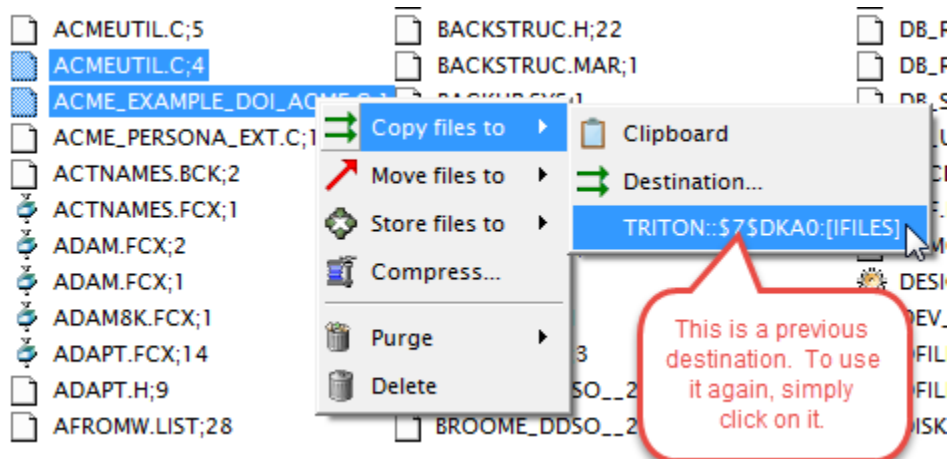 ACMEUTIL.C;5
ACMEUTIL.C;4
ACME_EXAMPLE_DOI_ACME.C;1
ACME_PERSONA_EXT.C;1
ACTNAMES.BCK;2
ACTNAMES.FCX;1
ADAM.FCX;2
ADAM.FCX;1
ADAM8K.FCX;1
ADAPT.FCX;14
ADAPT.H;9
AFROMW.LIST;28
BACKSTRUC.H;22
BACKSTRUC.MAR;1
BROOME_DDSO__2
Copy files to
Move files to
Store files to
Compress...
Purge
Delete
Clipboard
Destination...
TRITON::$7$DKA0:[IFILES]
This is a previous
destination. To use
it again, simply
click on it.